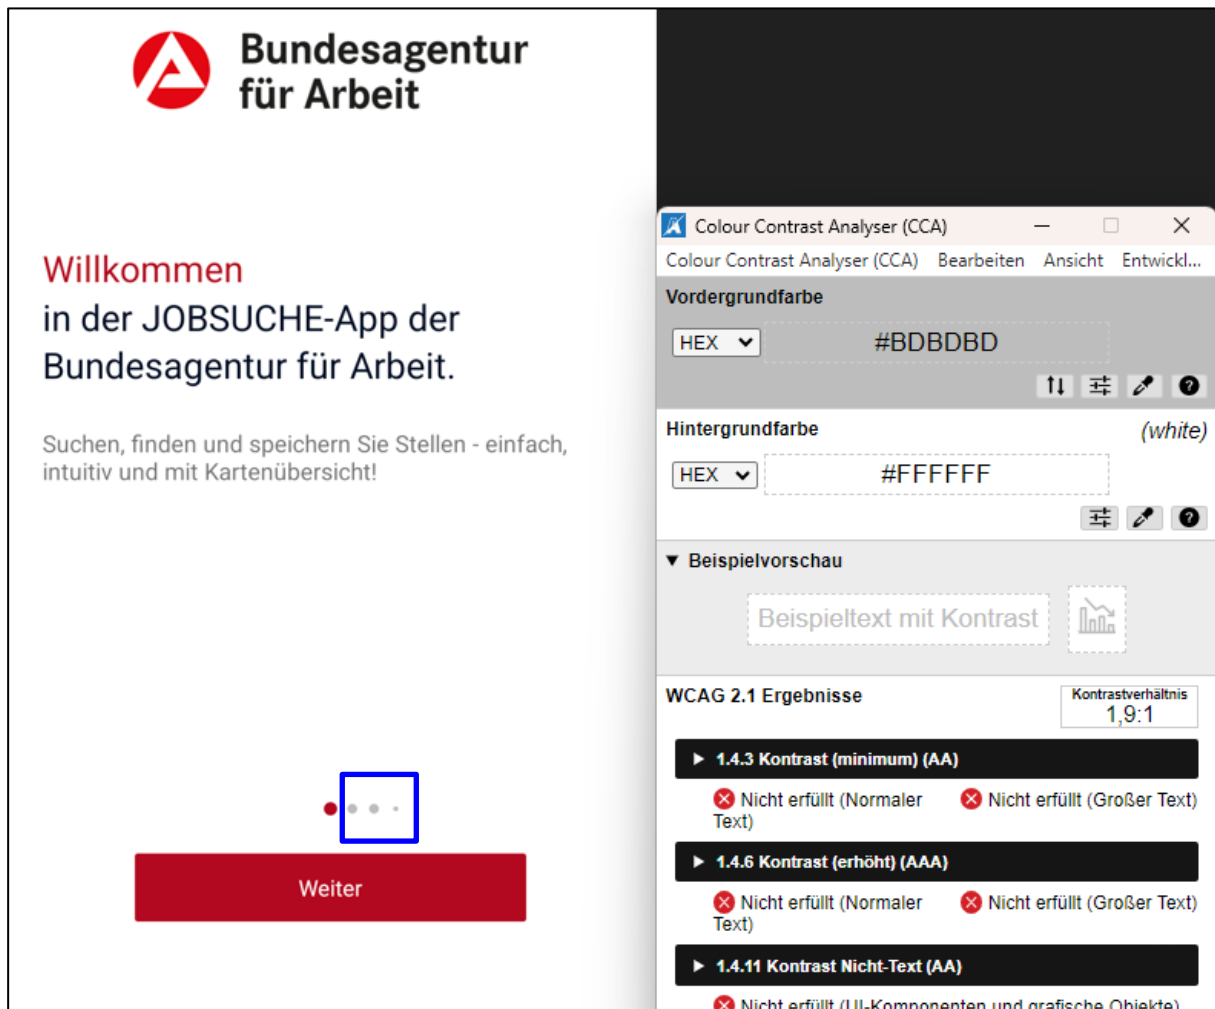 Bundesagentur
für Arbeit
Willkommen
in der JOBSUCHE-App der
Bundesagentur für Arbeit.
Suchen, finden und speichern Sie Stellen - einfach,
intuitiv und mit Kartenübersicht!
Weiter
Colour Contrast Analyser (CCA)
Colour Contrast Analyser (CCA) Bearbeiten Ansicht Entwickl...
Vordergrundfarbe
HEX #BDBDBD
Hintergrundfarbe (white)
HEX #FFFFFF
Beispielvorschau
Beispieltext mit Kontrast
WCAG 2.1 Ergebnisse
Kontrastverhältnis
1,9:1
1.4.3 Kontrast (minimum) (AA)
Nicht erfüllt (Normaler Text)
Nicht erfüllt (Großer Text)
1.4.6 Kontrast (erhöht) (AAA)
Nicht erfüllt (Normaler Text)
Nicht erfüllt (Großer Text)
1.4.11 Kontrast Nicht-Text (AA)
Nicht erfüllt (UI-Komponenten und grafische Objekte)